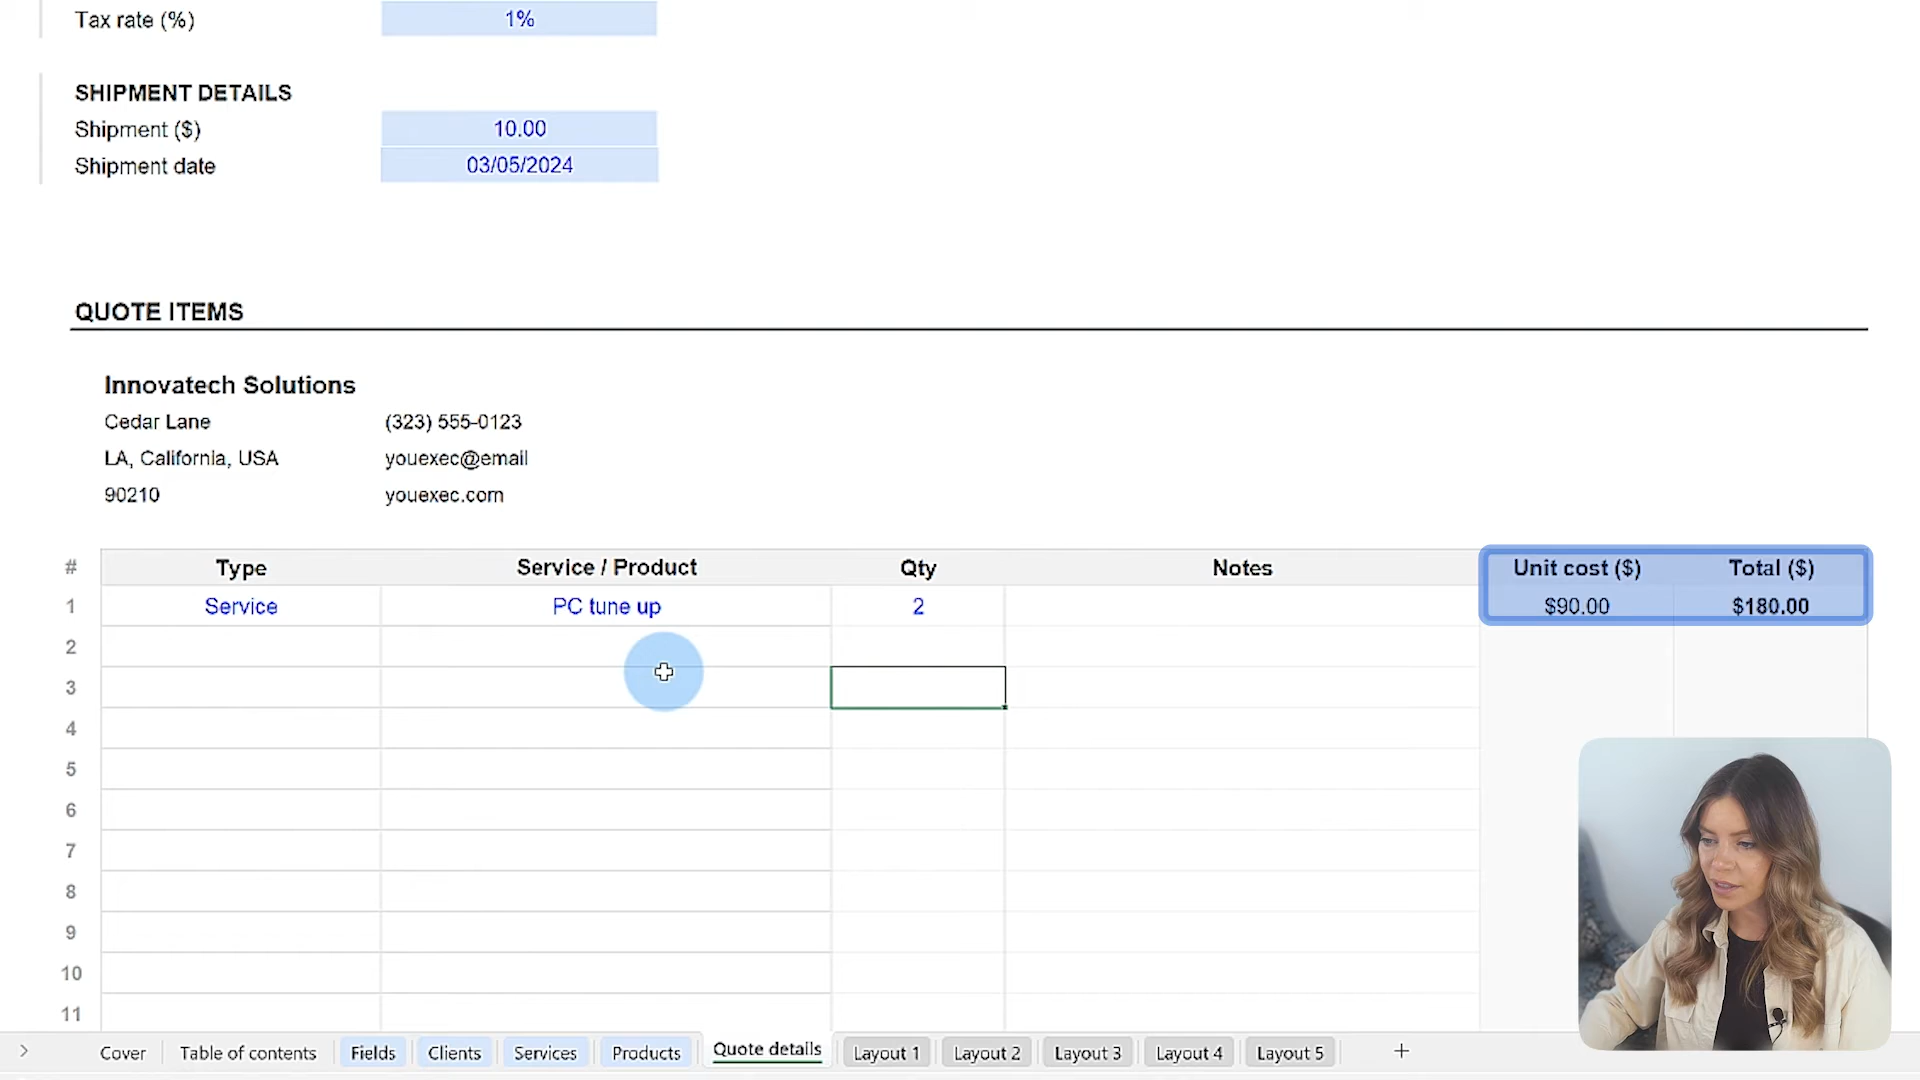 Tax rate (%) 1%
SHIPMENT DETAILS
Shipment ($) 10.00
Shipment date 03/05/2024
QUOTE ITEMS
Innovatech Solutions
Cedar Lane (323) 555-0123
LA, California, USA youexec@email
90210 youexec.com
# Type Service / Product Qty Notes Unit cost ($) Total ($)
1 Service PC tune up 2 $90.00 $180.00
2
3
4
5
6
7
8
9
10
11
Cover Table of contents Fields Clients Services Products Quote details Layout 1 Layout 2 Layout 3 Layout 4 Layout 5 +